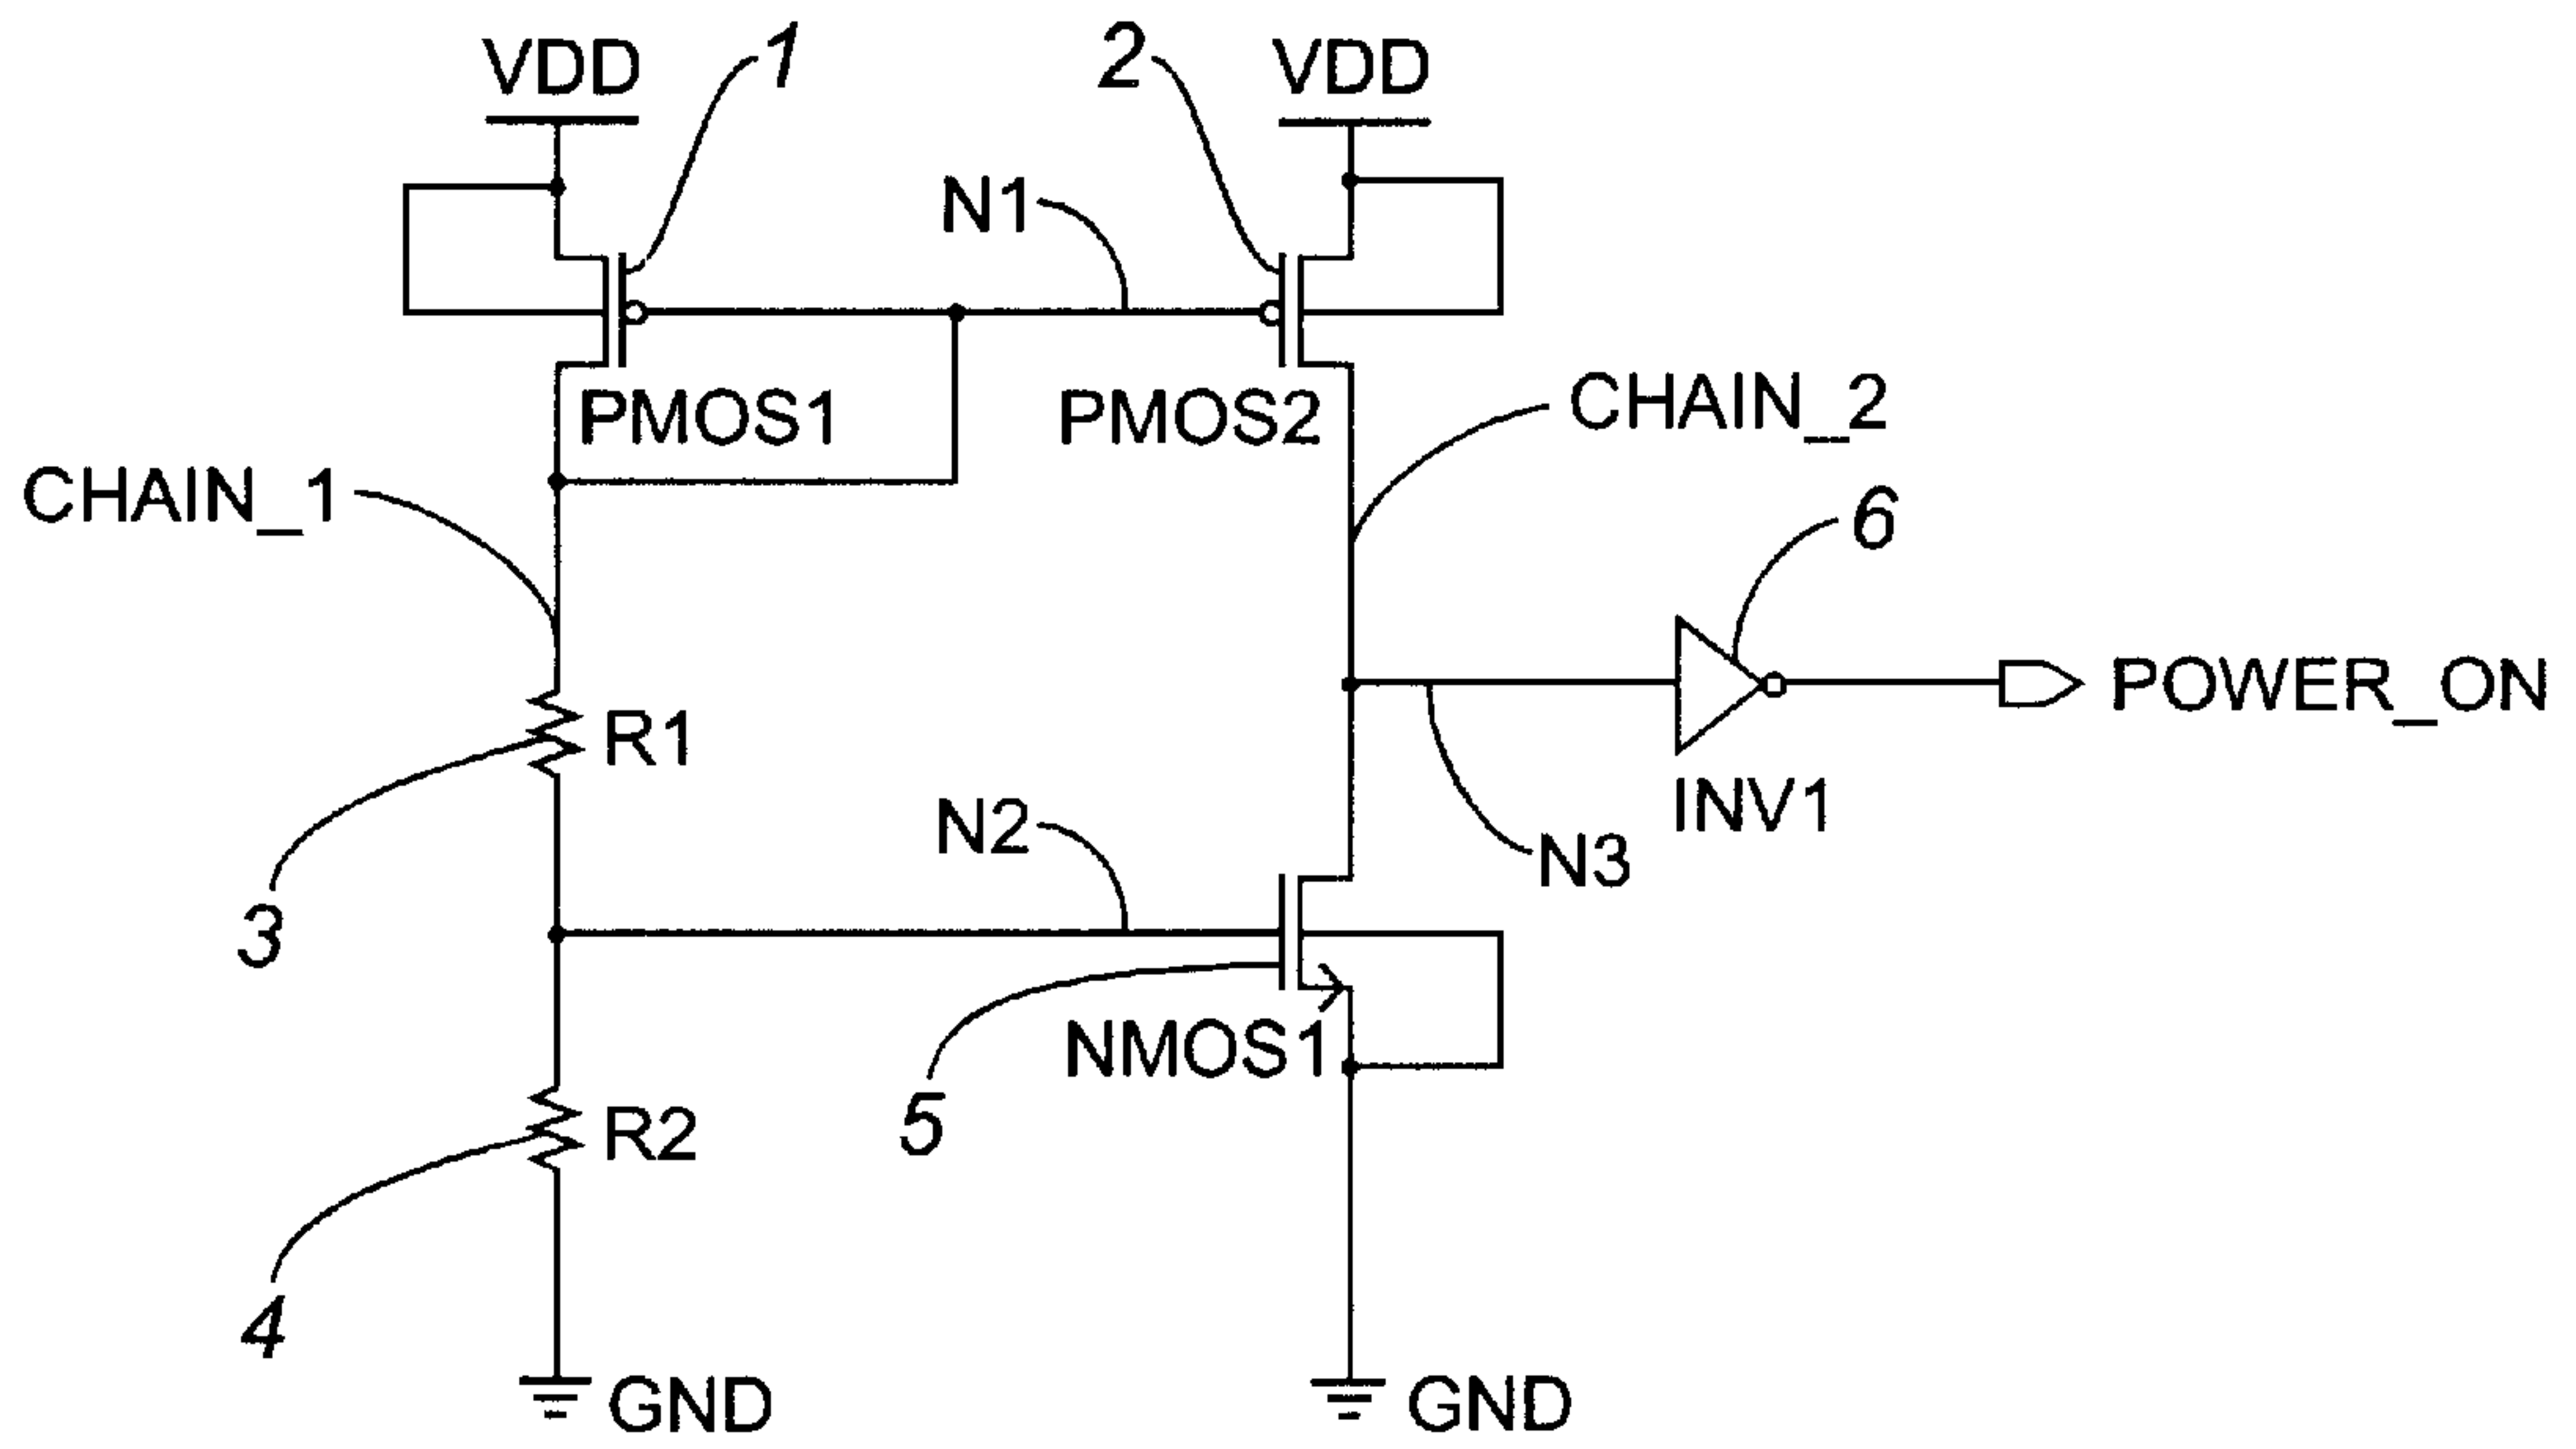 VDD
1
2
VDD
N1
PMOS1
PMOS2
CHAIN_2
CHAIN_1
6
R1
POWER_ON
INV1
N2
N3
3
NMOS1
5
R2
4
GND
GND